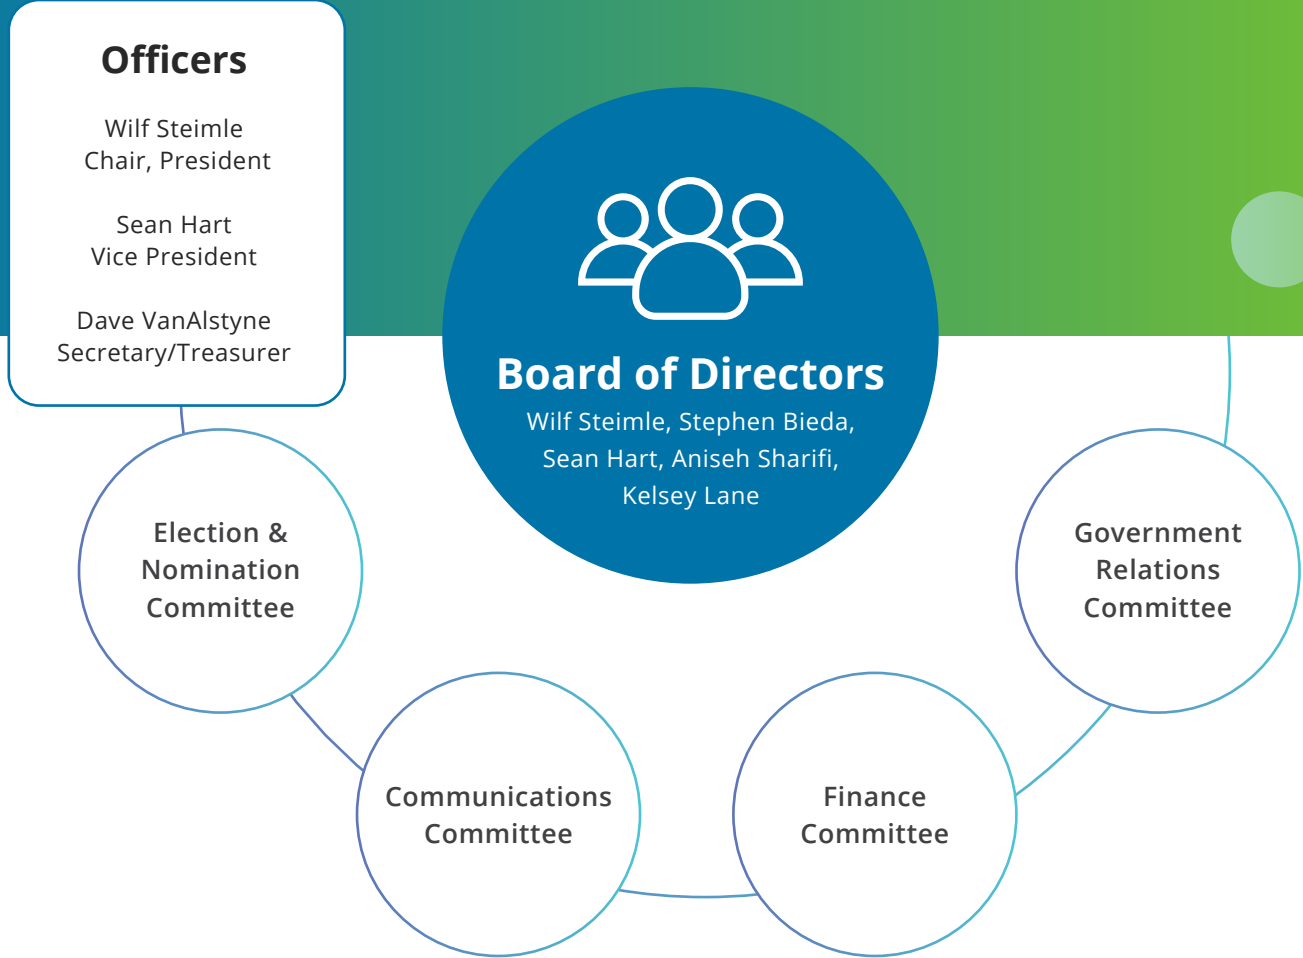 Officers
Wilf Steimle
Chair, President
Sean Hart
Vice President
Dave VanAlstyne
Secretary/Treasurer
Board of Directors
Wilf Steimle, Stephen Bieda,
Sean Hart, Aniseh Sharifi,
Kelsey Lane
Election &
Nomination
Committee
Communications
Committee
Finance
Committee
Government
Relations
Committee